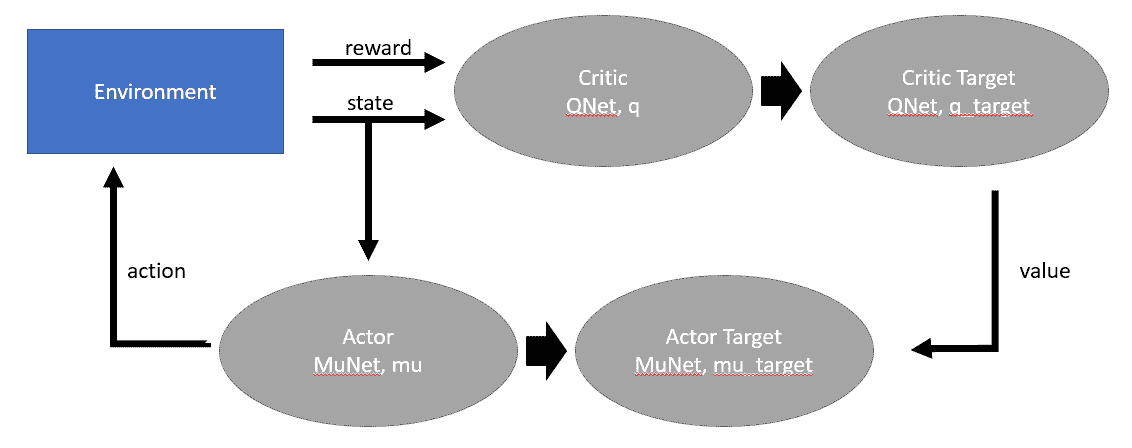 Environment
reward
state
Critic
QNet, q
Critic Target
QNet, q_target
action
value
Actor
MuNet, mu
Actor Target
MuNet, mu_target